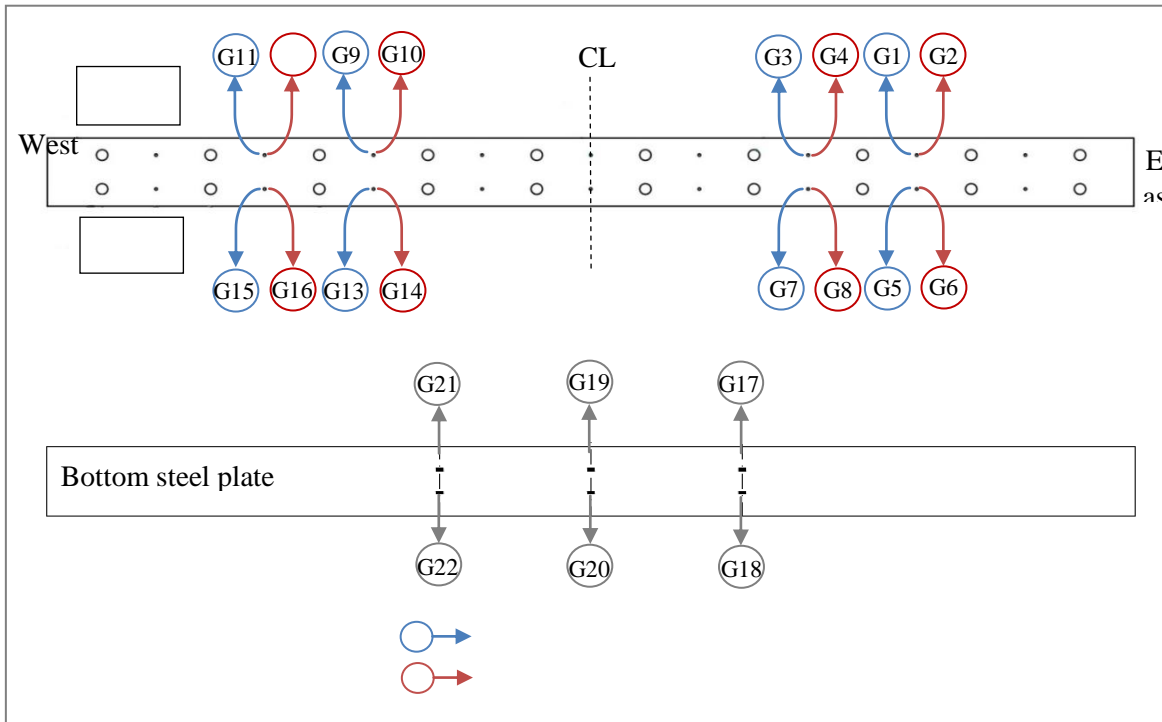 G11 G9 G10 CL G3 G4 G1 G2
West
E
as
G15 G16 G13 G14 G7 G8 G5 G6
G21 G19 G17
Bottom steel plate
G22 G20 G18